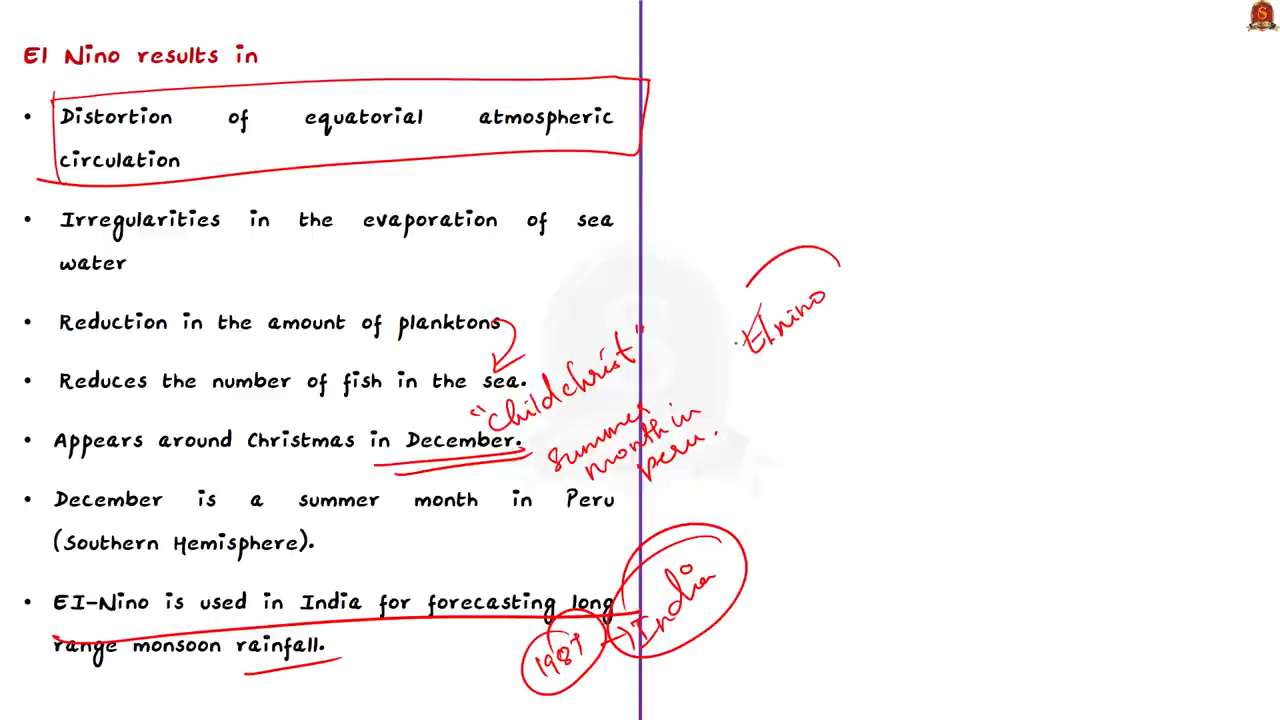 El Nino results in
• Distortion of equatorial atmospheric
circulation
• Irregularities in the evaporation of sea
water
• Reduction in the amount of planktons
• Reduces the number of fish in the sea.
• Appears around Christmas in December.
• December is a summer month in Peru
(Southern Hemisphere).
• EI-Nino is used in India for forecasting long
range monsoon rainfall.
"Childchrist"
Summer
month in
peru.
Elnino
1987
India
S